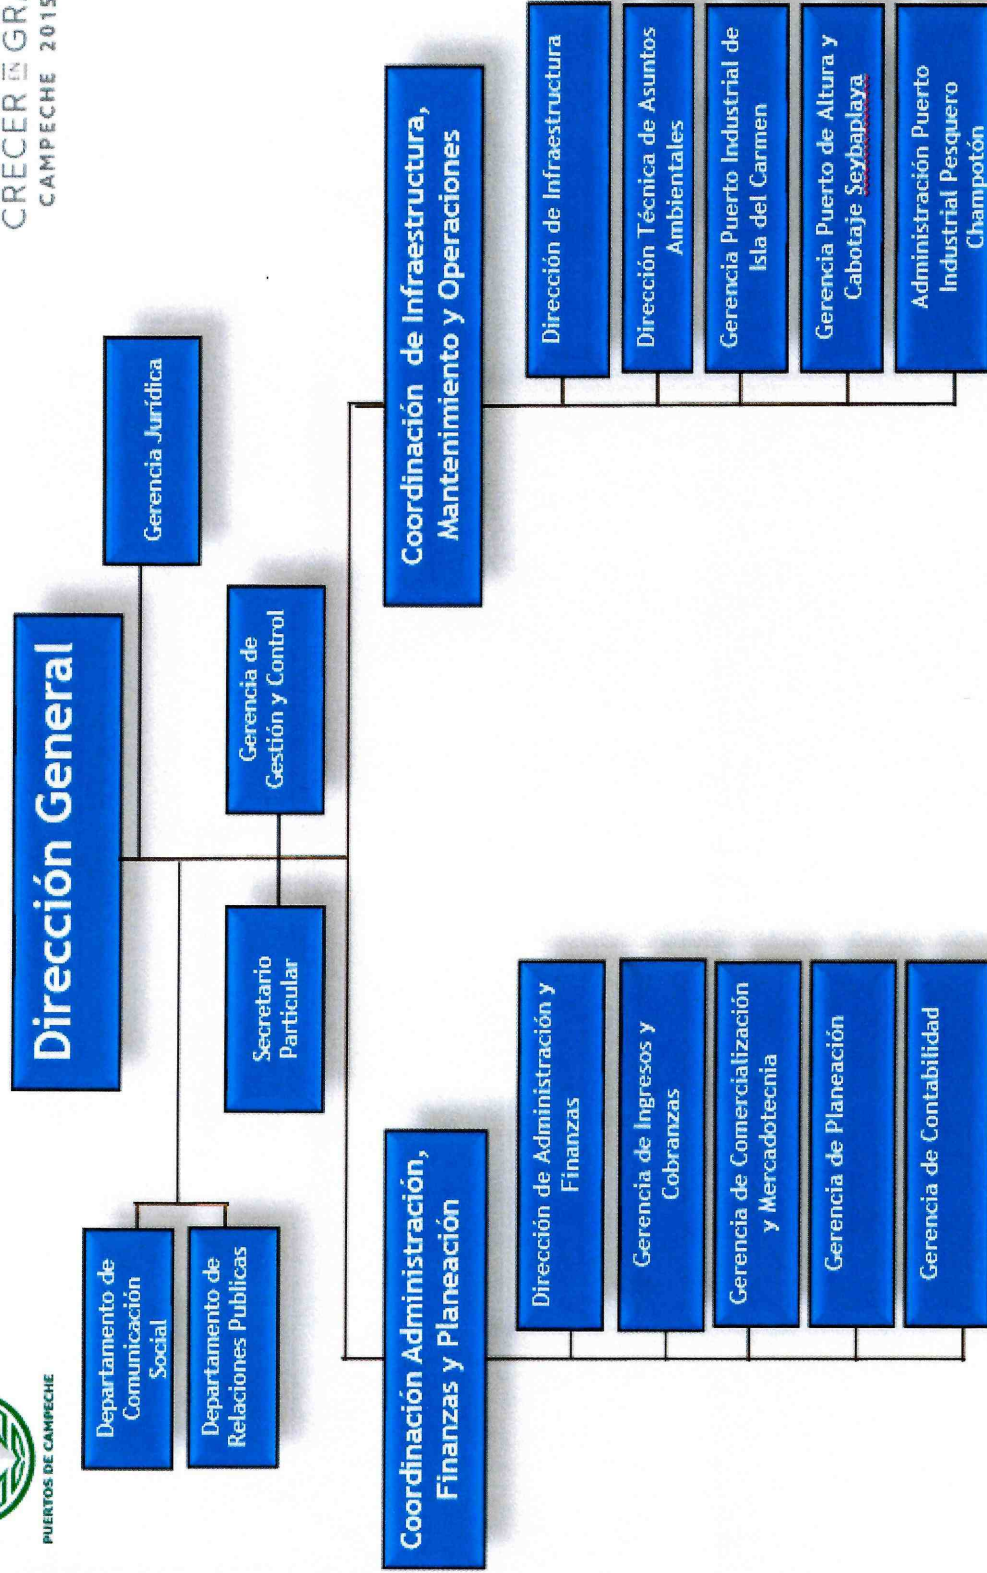 PUERTOS DE CAMPECHE
CRECER EN
CAMPECHE 2015
Dirección General
Gerencia Jurídica
Departamento de
Comunicación
Social
Departamento de
Relaciones Publicas
Secretario
Particular
Gerencia de
Gestión y Control
Coordinación Administración,
Finanzas y Planeación
Dirección de Administración y
Finanzas
Gerencia de Ingresos y
Cobranzas
Gerencia de Comercialización
y Mercadotecnia
Gerencia de Planeación
Gerencia de Contabilidad
Coordinación de Infraestructura,
Mantenimiento y Operaciones
Dirección de Infraestructura
Dirección Técnica de Asuntos
Ambientales
Gerencia Puerto Industrial de
Isla del Carmen
Gerencia Puerto de Altura y
Cabotaje Seybaplaya
Administración Puerto
Industrial Pesquero
Champotón